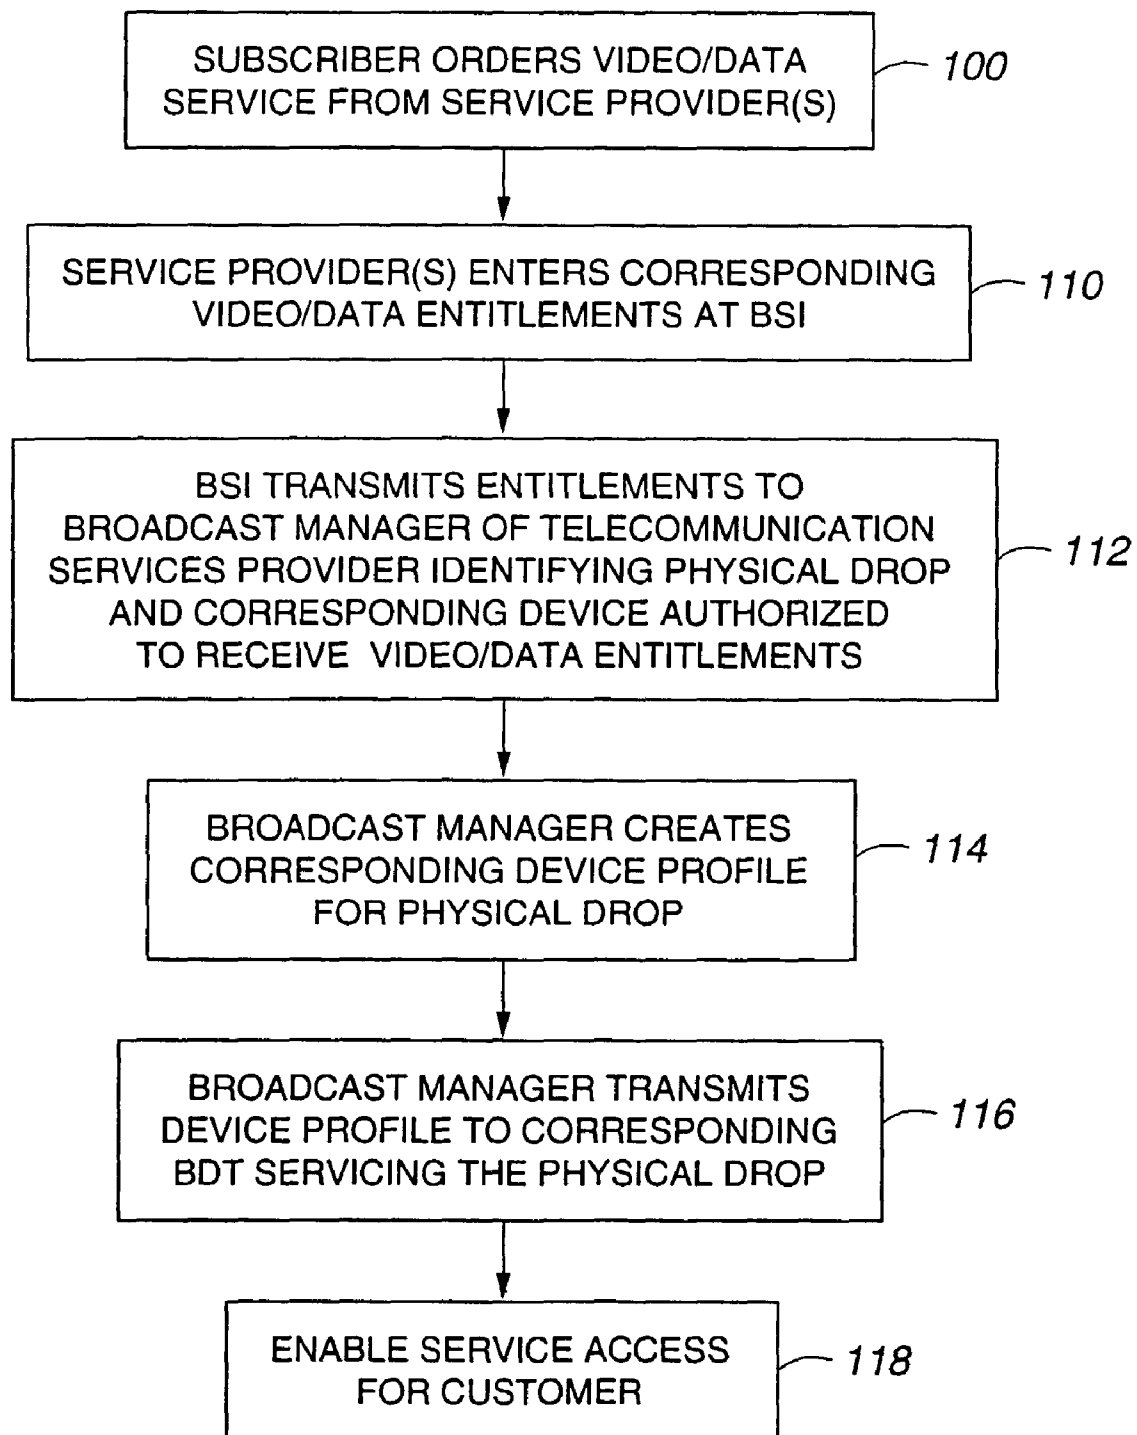 SUBSCRIBER ORDERS VIDEO/DATA
SERVICE FROM SERVICE PROVIDER(S)
100
SERVICE PROVIDER(S) ENTERS CORRESPONDING
VIDEO/DATA ENTITLEMENTS AT BSI
110
BSI TRANSMITS ENTITLEMENTS TO
BROADCAST MANAGER OF TELECOMMUNICATION
SERVICES PROVIDER IDENTIFYING PHYSICAL DROP
AND CORRESPONDING DEVICE AUTHORIZED
TO RECEIVE VIDEO/DATA ENTITLEMENTS
112
BROADCAST MANAGER CREATES
CORRESPONDING DEVICE PROFILE
FOR PHYSICAL DROP
114
BROADCAST MANAGER TRANSMITS
DEVICE PROFILE TO CORRESPONDING
BDT SERVICING THE PHYSICAL DROP
116
ENABLE SERVICE ACCESS
FOR CUSTOMER
118